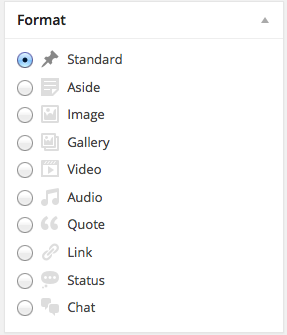 Format
Standard
Aside
Image
Gallery
Video
Audio
Quote
Link
Status
Chat